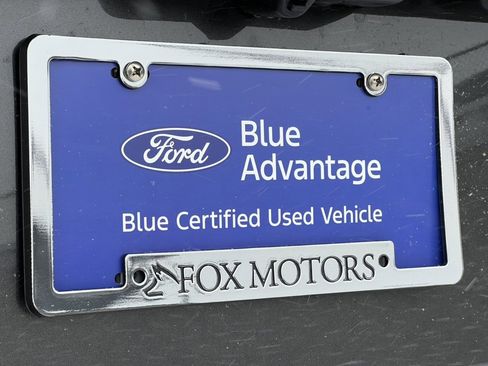 Ford
Blue
Advantage
Blue Certified Used Vehicle
FOX MOTORS